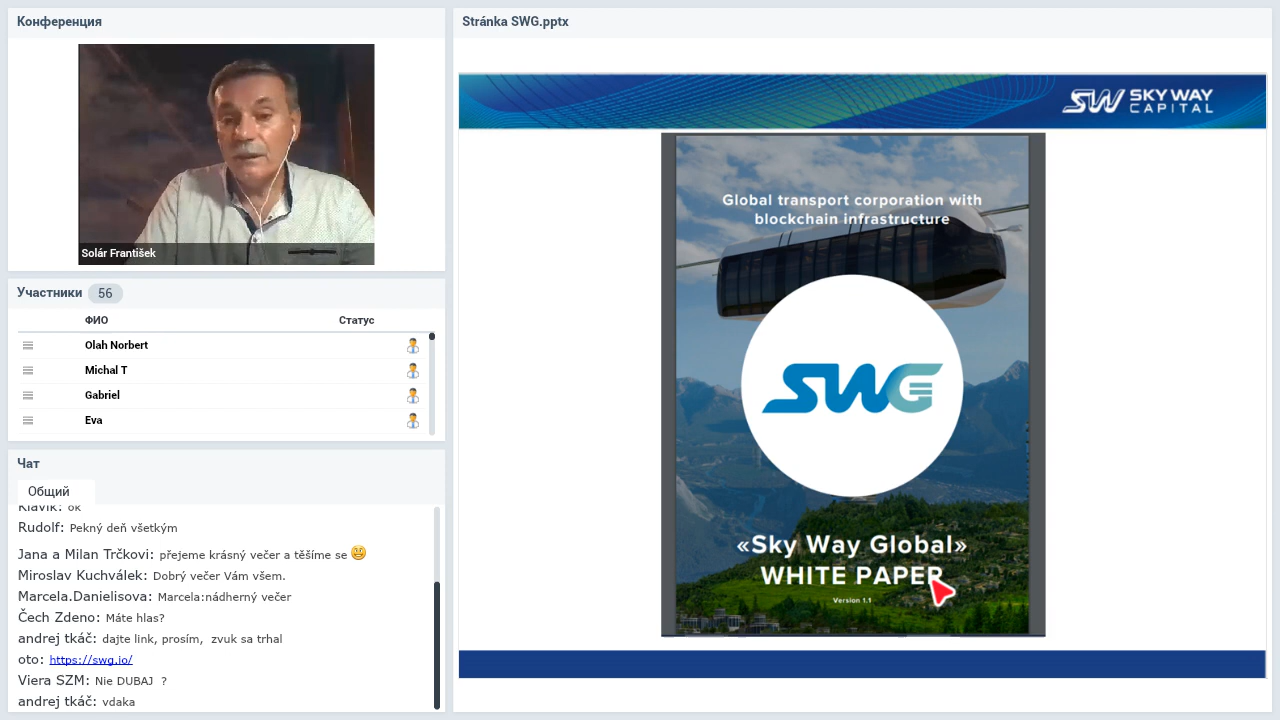 Конференция
Solár František
Участники 56
ФИО Статус
Olah Norbert
Michal T
Gabriel
Eva
Чат
Общий
Klavik: ok
Rudolf: Pekný deň všetkým
Jana a Milan Trčkovi: přejeme krásný večer a těšíme se
Miroslav Kuchválek: Dobrý večer Vám všem.
Marcela.Danielisova: Marcela:nádherný večer
Čech Zdeno: Máte hlas?
andrej tkáč: dajte link, prosím, zvuk sa trhal
oto: https://swg.io/
Viera SZM: Nie DUBAJ ?
andrej tkáč: vdaka
Stránka SWG.pptx
SW SKY WAY
CAPITAL
Global transport corporation with
blockchain infrastructure
SWG
«Sky Way Global»
WHITE PAPER
Version 1.1